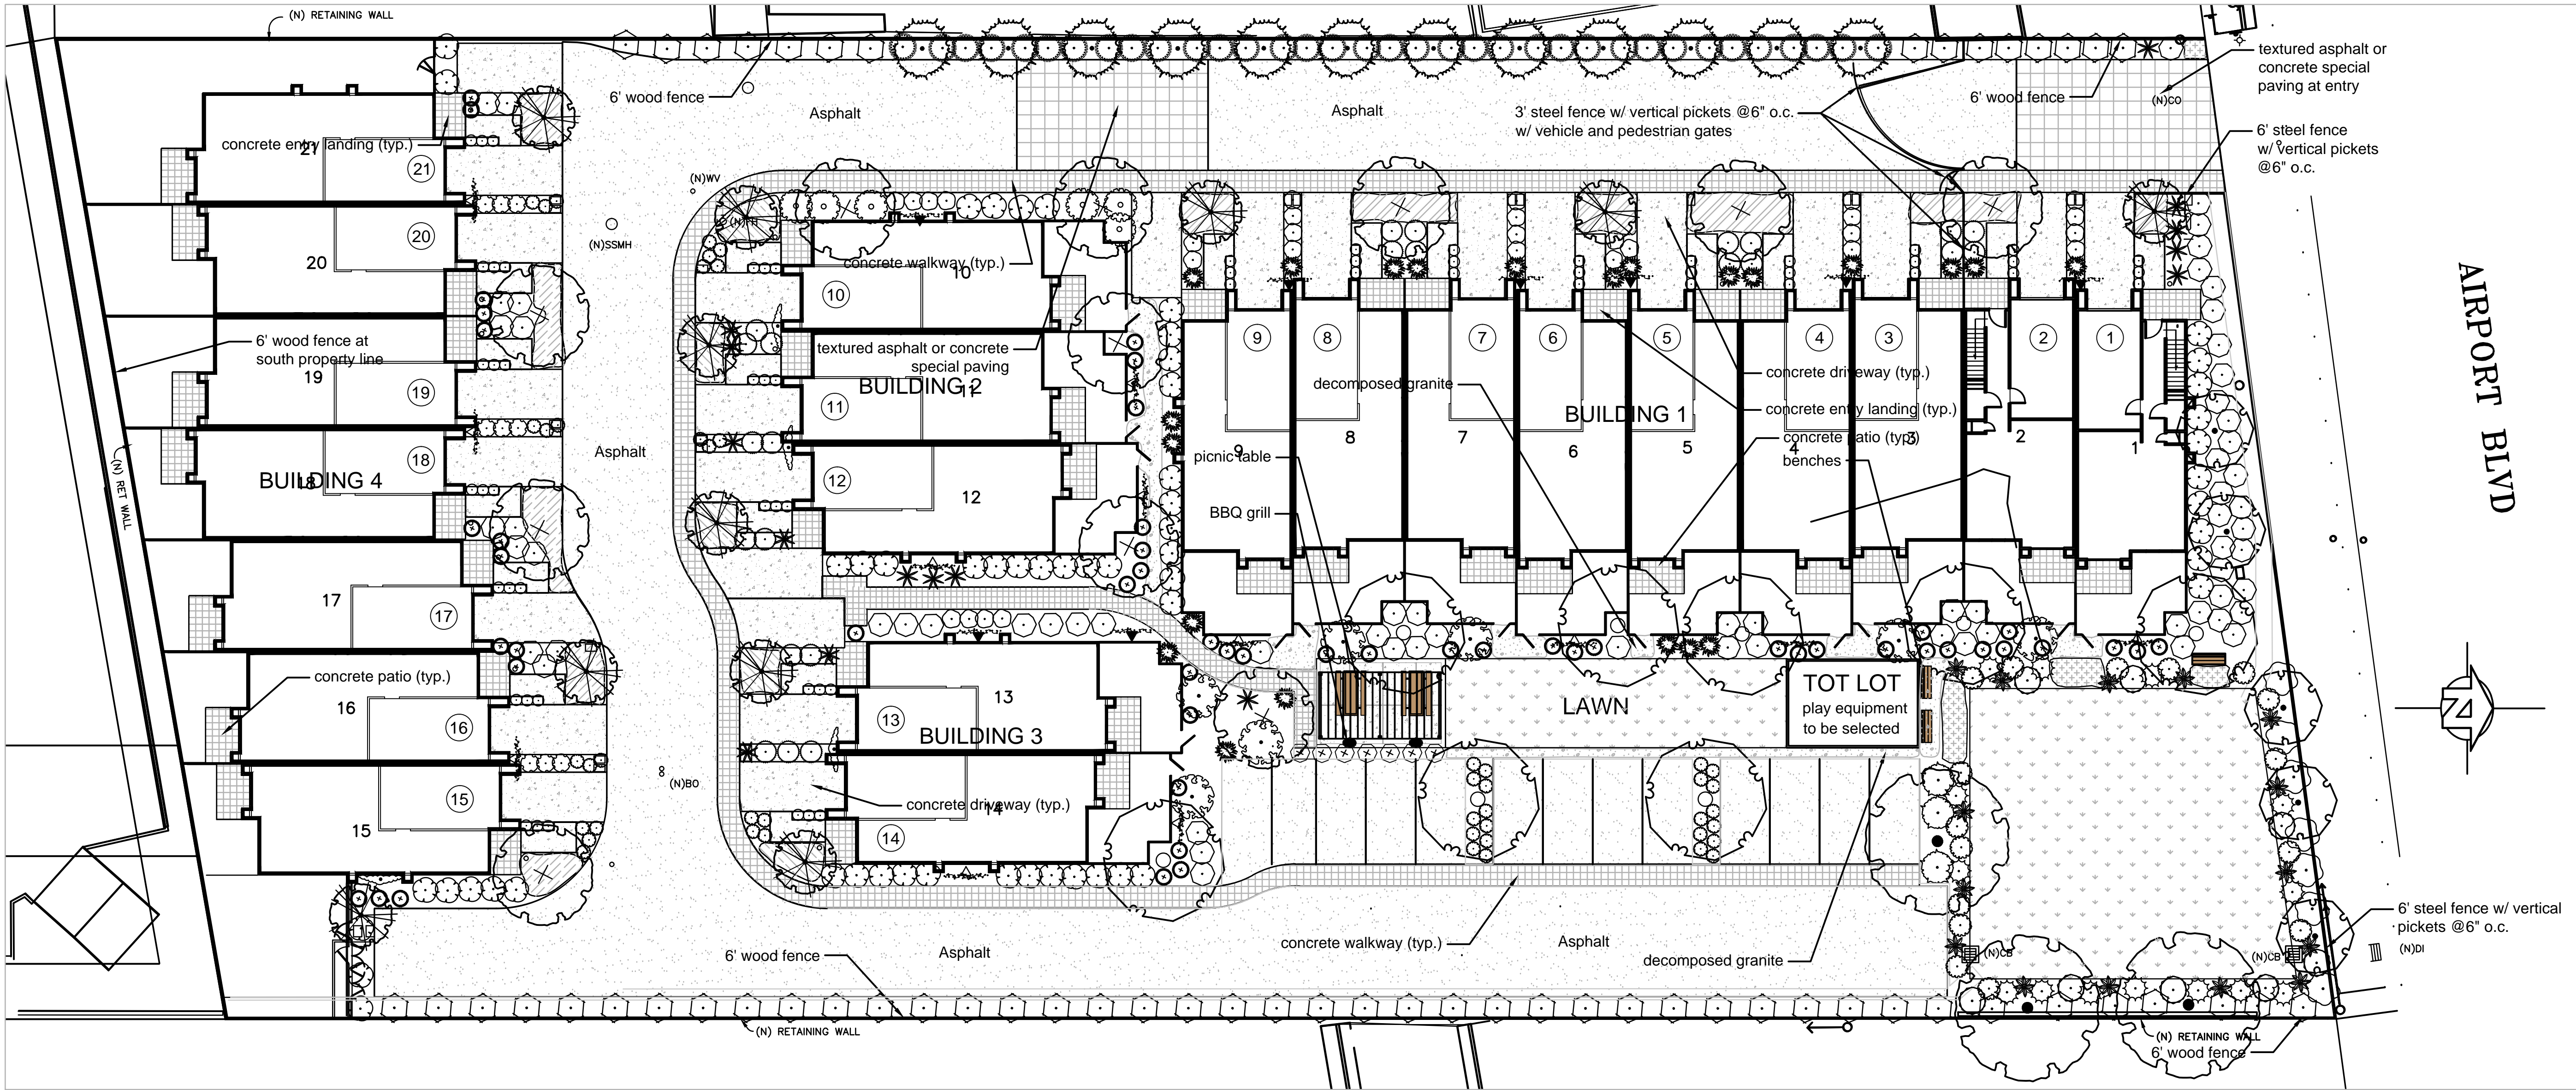 (N) RETAINING WALL
6' wood fence
Asphalt
Asphalt
3' steel fence w/ vertical pickets @6" o.c.
w/ vehicle and pedestrian gates
6' wood fence
(N)CO
textured asphalt or
concrete special
paving at entry
6' steel fence
w/ vertical pickets
@6" o.c.
concrete entry landing (typ.)
21
21
(N)WV
(N)SSMH
20
20
concrete walkway (typ.)
10
10
AIRPORT BLVD
6' wood fence at
south property line
19
19
textured asphalt or concrete
special paving
BUILDING 2
11
11
9
8
7
6
5
4
3
2
1
decomposed granite
concrete driveway (typ.)
BUILDING 1
concrete entry landing (typ.)
concrete patio (typ.)
benches
9
8
7
6
5
4
3
2
1
picnic table
BBQ grill
Asphalt
BUILDING 4
18
18
12
12
(N) RET WALL
17
17
concrete patio (typ.)
16
16
13
13
BUILDING 3
LAWN
TOT LOT
play equipment
to be selected
N
15
15
(N)BO
concrete driveway (typ.)
14
14
6' wood fence
Asphalt
concrete walkway (typ.)
Asphalt
decomposed granite
(N)CB
(N)CB
6' steel fence w/ vertical
pickets @6" o.c.
(N)DI
(N) RETAINING WALL
(N) RETAINING WALL
6' wood fence